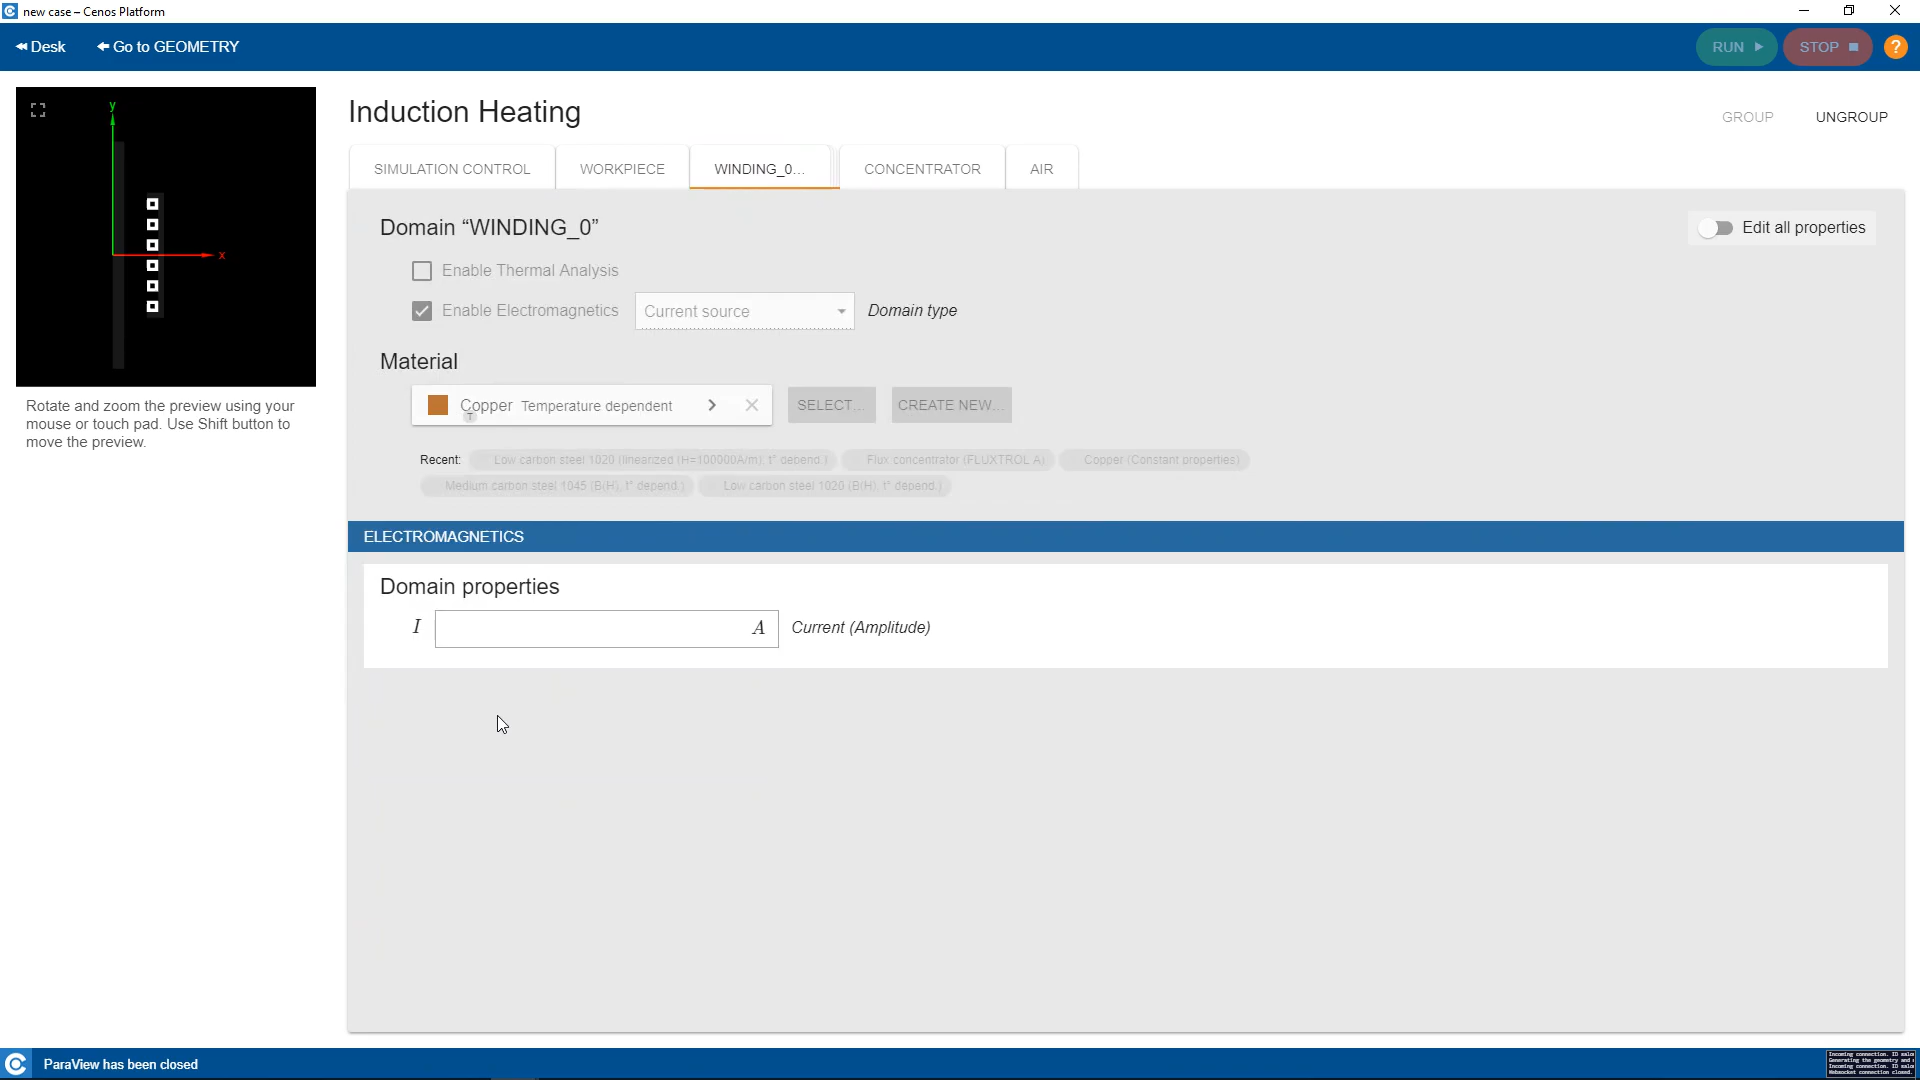 new case – Cenos Platform
Desk
Go to GEOMETRY
RUN
STOP
?
y
x
Rotate and zoom the preview using your
mouse or touch pad. Use Shift button to
move the preview.
Induction Heating
GROUP
UNGROUP
SIMULATION CONTROL
WORKPIECE
WINDING_0...
CONCENTRATOR
AIR
Domain “WINDING_0”
Edit all properties
Enable Thermal Analysis
Enable Electromagnetics
Current source
Domain type
Material
Copper Temperature dependent
T
SELECT...
CREATE NEW...
Recent:
Low carbon steel 1020 (linearized (H=100000A/m), t° depend.)
Flux concentrator (FLUXTROL A)
Copper (Constant properties)
Medium carbon steel 1045 (B(H), t° depend.)
Low carbon steel 1020 (B(H), t° depend.)
ELECTROMAGNETICS
Domain properties
I
A
Current (Amplitude)
ParaView has been closed